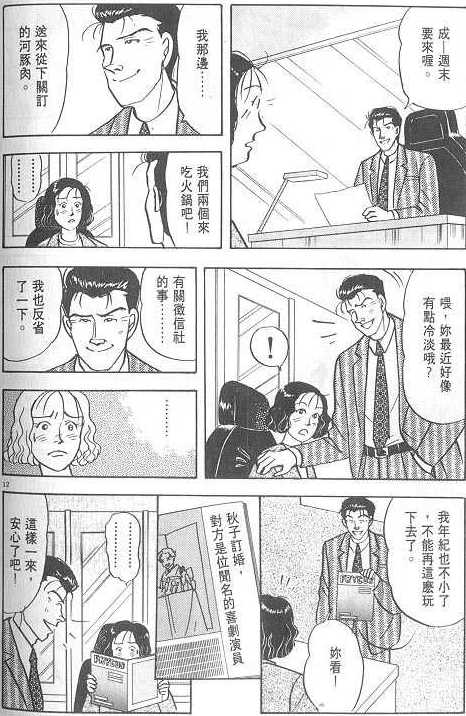 成—週末
要來喔。
我那邊……
送來從下關訂
的河豚肉。
我們兩個來
吃火鍋吧！
………
喂，妳最近好像
有點冷淡哦？
！
有關徵信社
的事……
我也反省
了一下。
………
12
我年紀也不小了
，不能再這麼玩
下去了。
妳看！
秋子訂婚，
對方是位聞名的喜劇演員
………
這樣一來，
安心了吧！